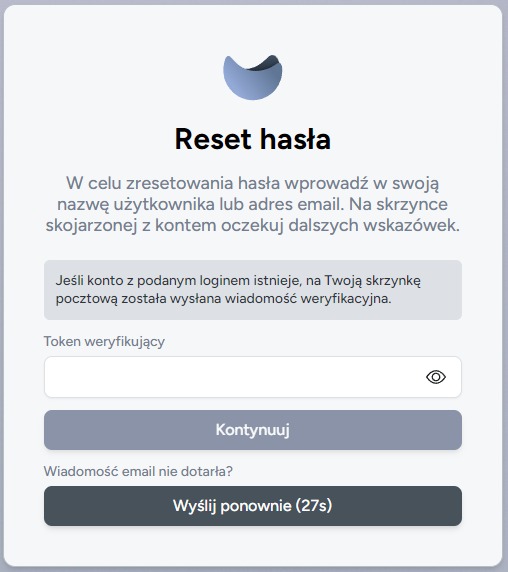 Reset hasła
W celu zresetowania hasła wprowadź w swoją
nazwę użytkownika lub adres email. Na skrzynce
skojarzonej z kontem oczekuj dalszych wskazówek.
Jeśli konto z podanym loginem istnieje, na Twoją skrzynkę
pocztową została wysłana wiadomość weryfikacyjna.
Token weryfikujący
Kontynuuj
Wiadomość email nie dotarła?
Wyślij ponownie (27s)